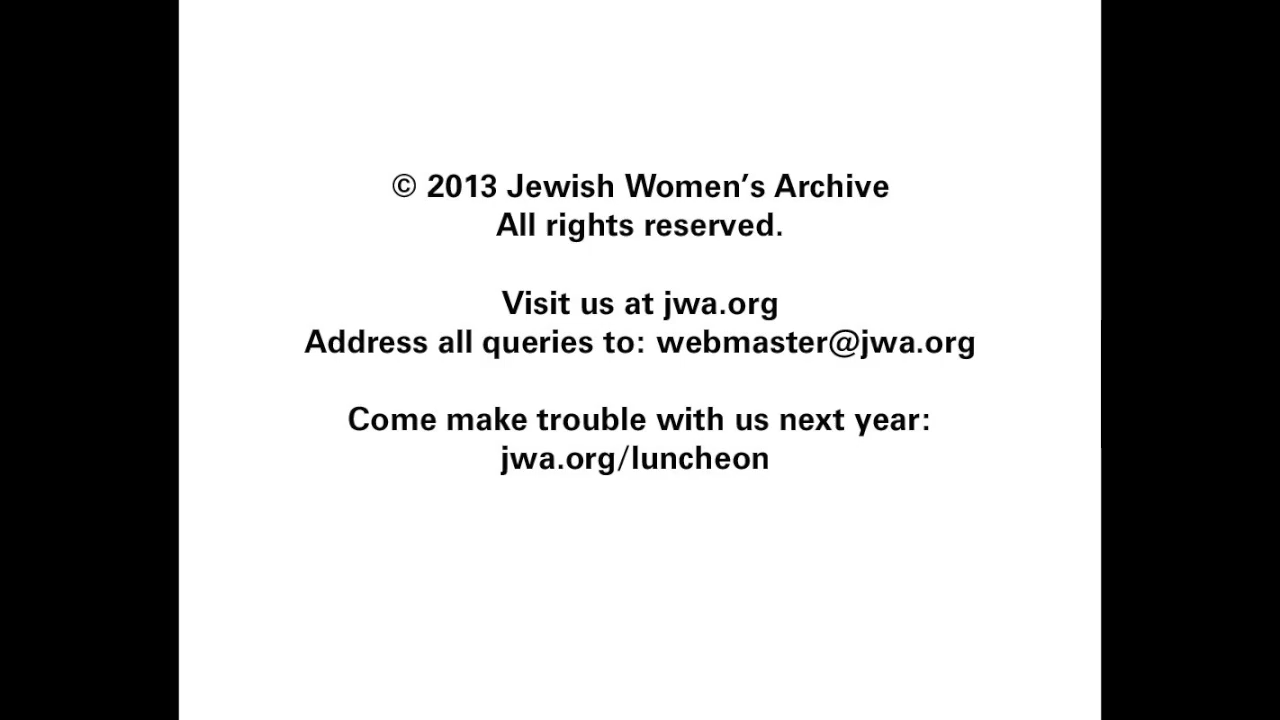 © 2013 Jewish Women’s Archive
All rights reserved.
Visit us at jwa.org
Address all queries to: webmaster@jwa.org
Come make trouble with us next year:
jwa.org/luncheon